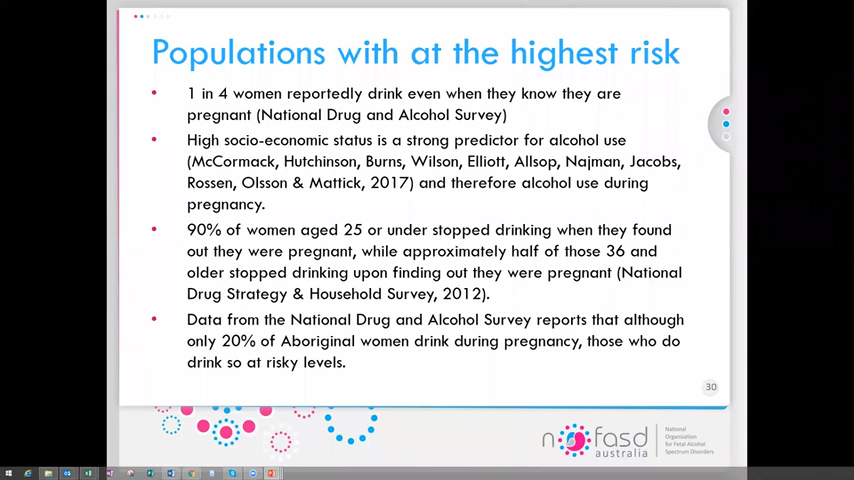 Populations with at the highest risk
1 in 4 women reportedly drink even when they know they are
pregnant (National Drug and Alcohol Survey)
High socio-economic status is a strong predictor for alcohol use
(McCormack, Hutchinson, Burns, Wilson, Elliott, Allsop, Najman, Jacobs,
Rossen, Olsson & Mattick, 2017) and therefore alcohol use during
pregnancy.
90% of women aged 25 or under stopped drinking when they found
out they were pregnant, while approximately half of those 36 and
older stopped drinking upon finding out they were pregnant (National
Drug Strategy & Household Survey, 2012).
Data from the National Drug and Alcohol Survey reports that although
only 20% of Aboriginal women drink during pregnancy, those who do
drink so at risky levels.
30
nofasd
australia
National
Organisation
for Fetal Alcohol
Spectrum Disorders